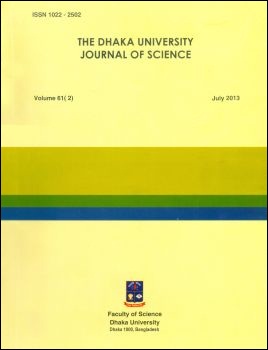 ISSN 1022 - 2502
THE DHAKA UNIVERSITY
JOURNAL OF SCIENCE
Volume 61( 2)
July 2013
Faculty of Science
Dhaka University
Dhaka 1000, Bangladesh